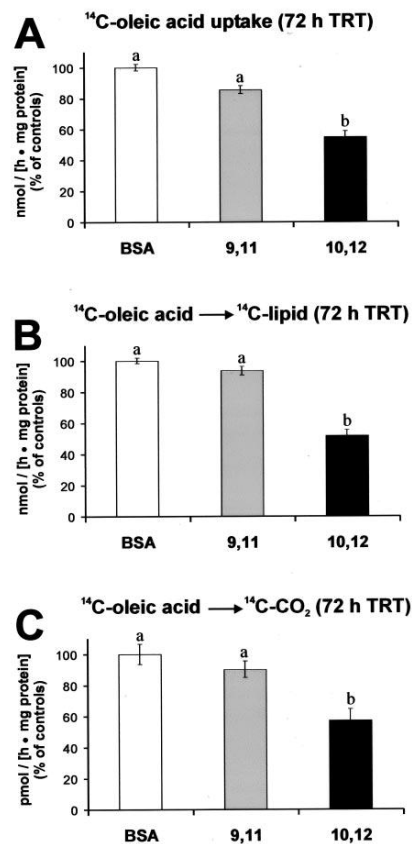 A
¹⁴C-oleic acid uptake (72 h TRT)
nmol / [h • mg protein]
(% of controls)
100
80
60
40
20
0
a
a
b
BSA
9,11
10,12
B
¹⁴C-oleic acid → ¹⁴C-lipid (72 h TRT)
nmol / [h • mg protein]
(% of controls)
100
80
60
40
20
0
a
a
b
BSA
9,11
10,12
C
¹⁴C-oleic acid → ¹⁴C-CO₂ (72 h TRT)
pmol / [h • mg protein]
(% of controls)
100
80
60
40
20
0
a
a
b
BSA
9,11
10,12